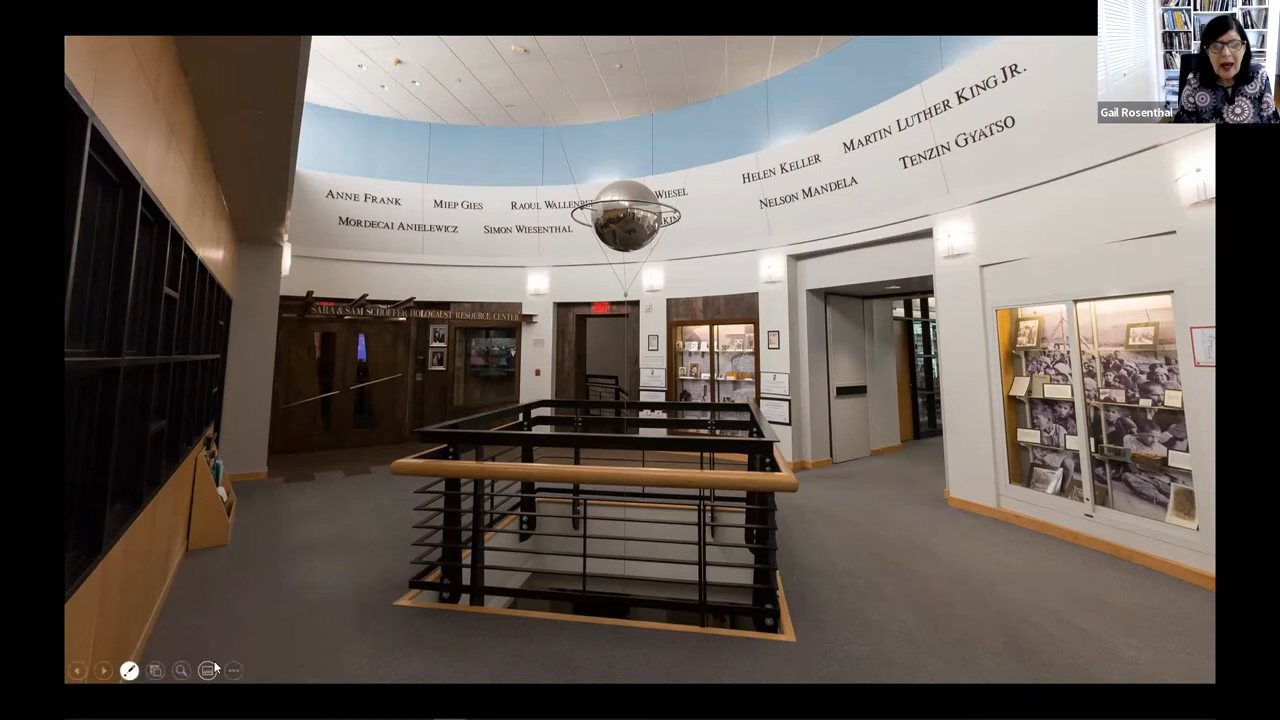 Gail Rosenthal
MARTIN LUTHER KING JR.
HELEN KELLER
TENZIN GYATSO
NELSON MANDELA
ANNE FRANK
MIEP GIES
RAOUL
WIESEL
MORDECAI ANIELEWICZ
SIMON WIESENTHAL
SARA & SAM SCHOFFER HOLOCAUST RESOURCE CENTER